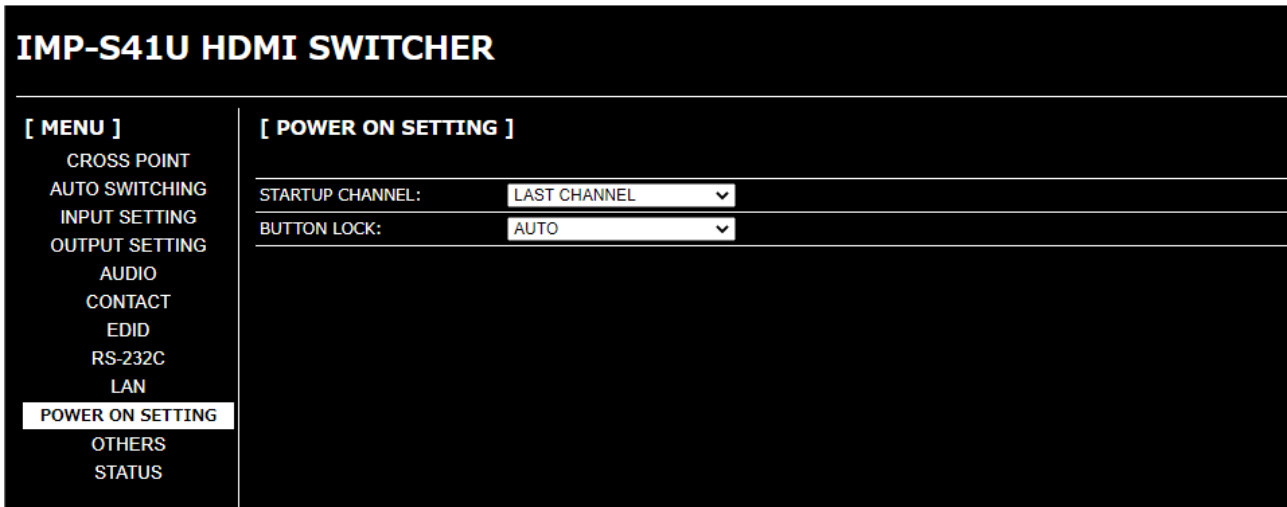 IMP-S41U HDMI SWITCHER
[ MENU ]
CROSS POINT
AUTO SWITCHING
INPUT SETTING
OUTPUT SETTING
AUDIO
CONTACT
EDID
RS-232C
LAN
POWER ON SETTING
OTHERS
STATUS
[ POWER ON SETTING ]
STARTUP CHANNEL: LAST CHANNEL
BUTTON LOCK: AUTO